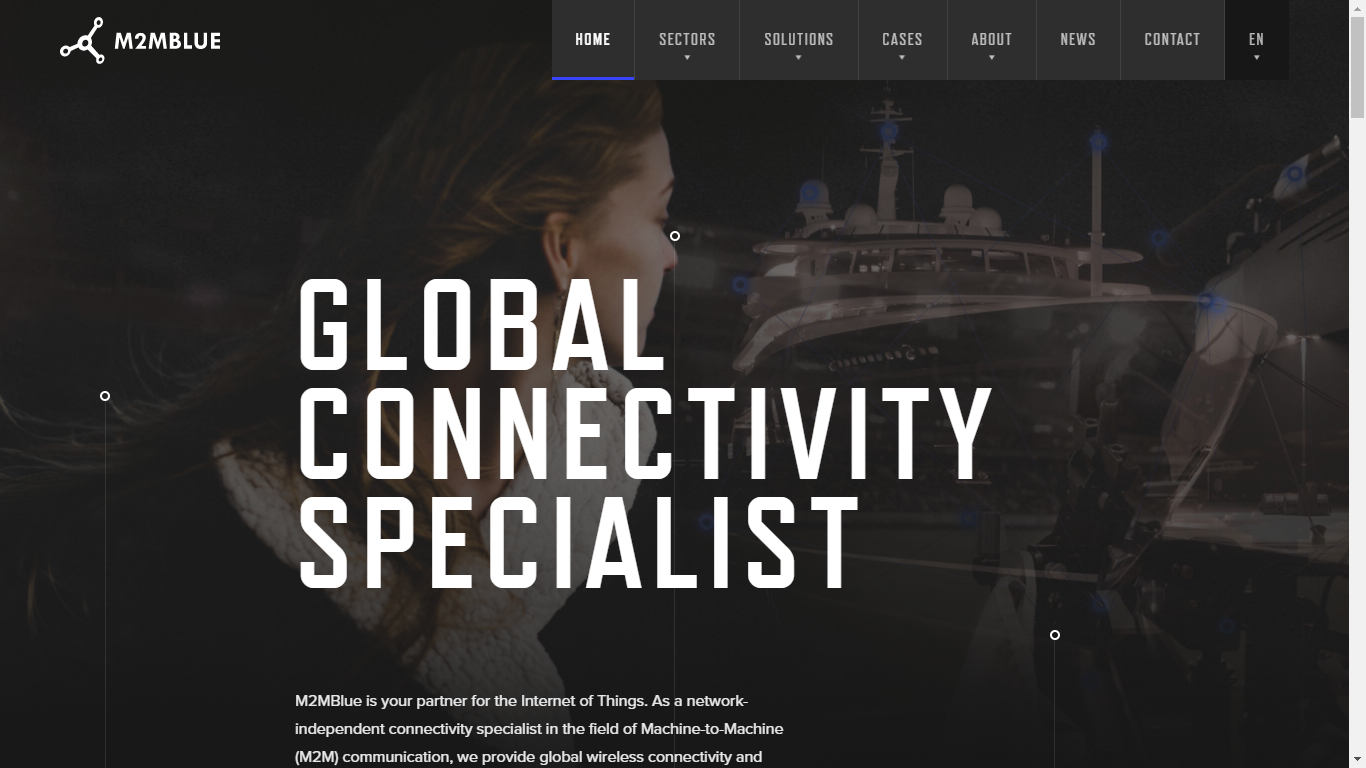 M2MBLUE
HOME SECTORS SOLUTIONS CASES ABOUT NEWS CONTACT EN
GLOBAL
CONNECTIVITY
SPECIALIST
M2MBlue is your partner for the Internet of Things. As a network-
independent connectivity specialist in the field of Machine-to-Machine
(M2M) communication, we provide global wireless connectivity and